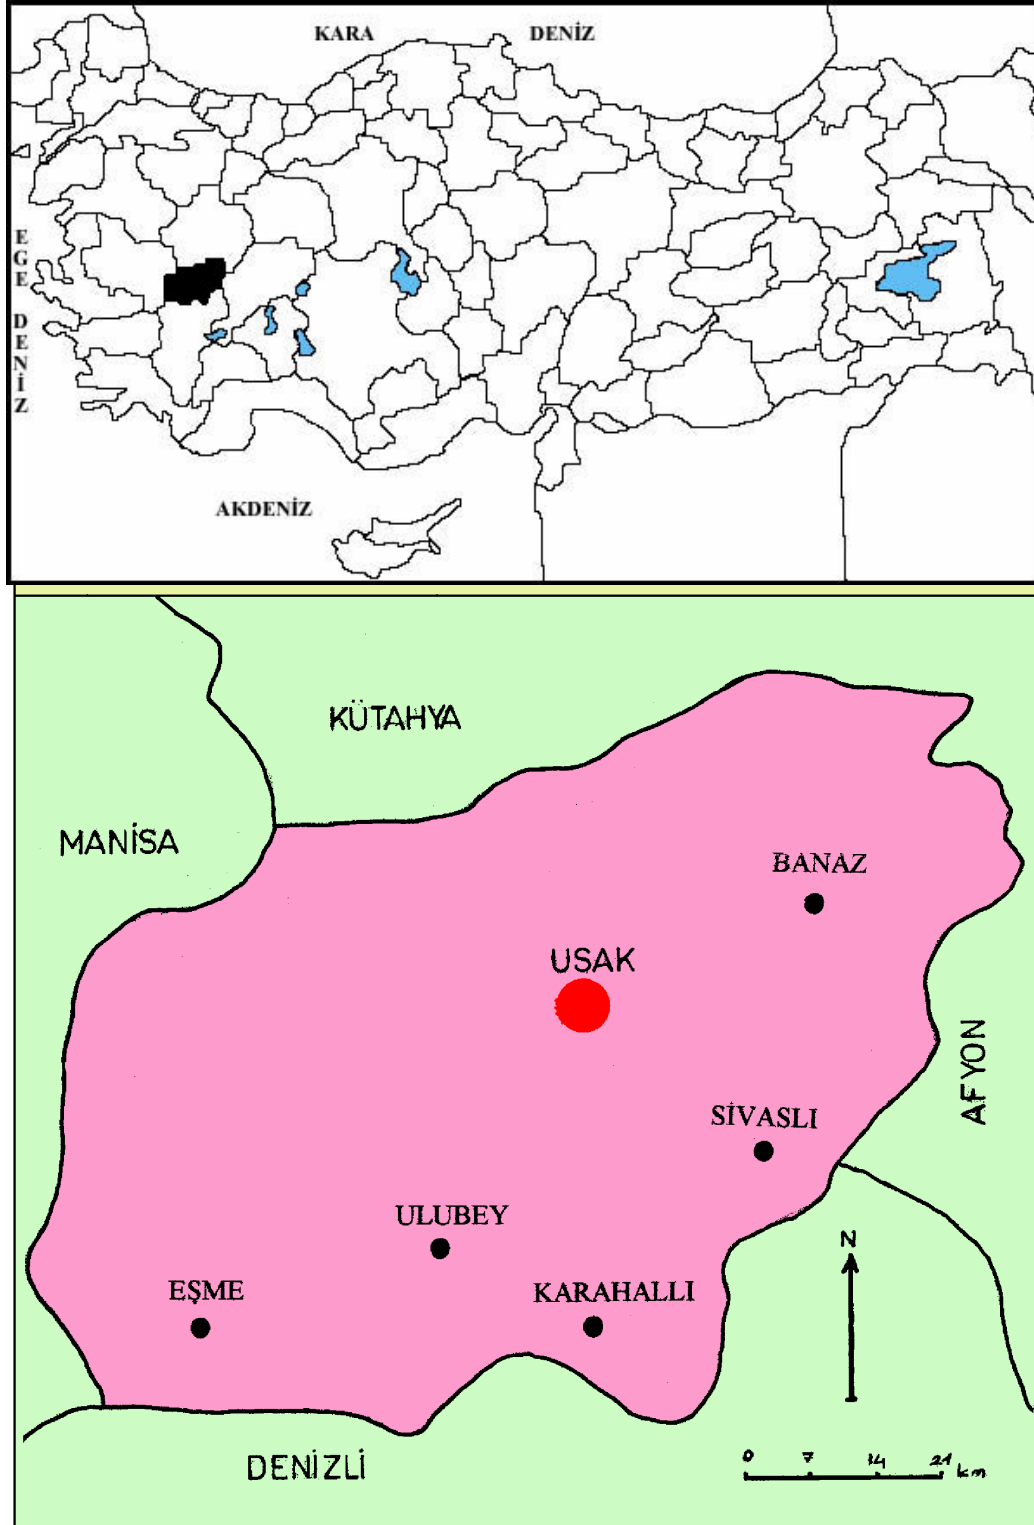 KARA DENİZ
EGE DENİZ
AKDENİZ
KÜTAHYA
MANİSA
BANAZ
USAK
AFYON
SİVASLI
ULUBEY
N
EŞME
KARAHALLI
DENİZLİ
0 7 14 21 km